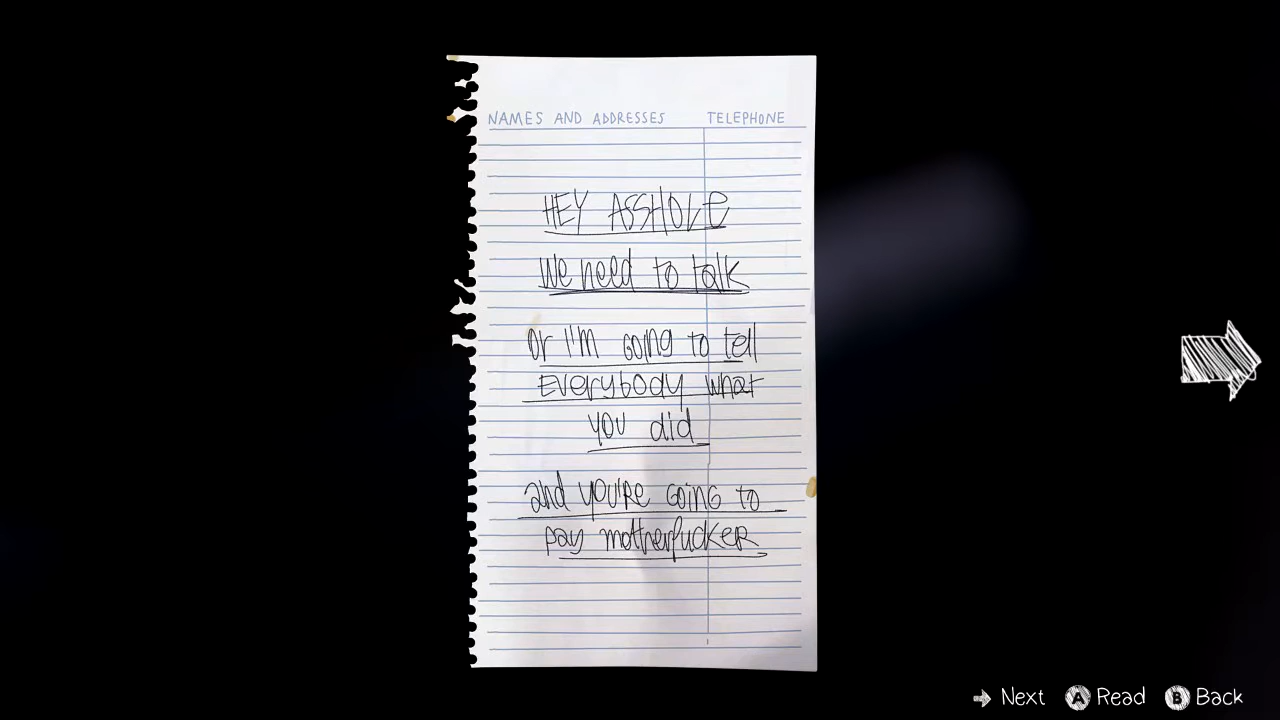 NAMES AND ADDRESSES TELEPHONE
HEY ASSHOLE
We need to talk
Or I'm going to tell
Everybody what
you did
and you're going to
pay motherfucker
Next A Read B Back